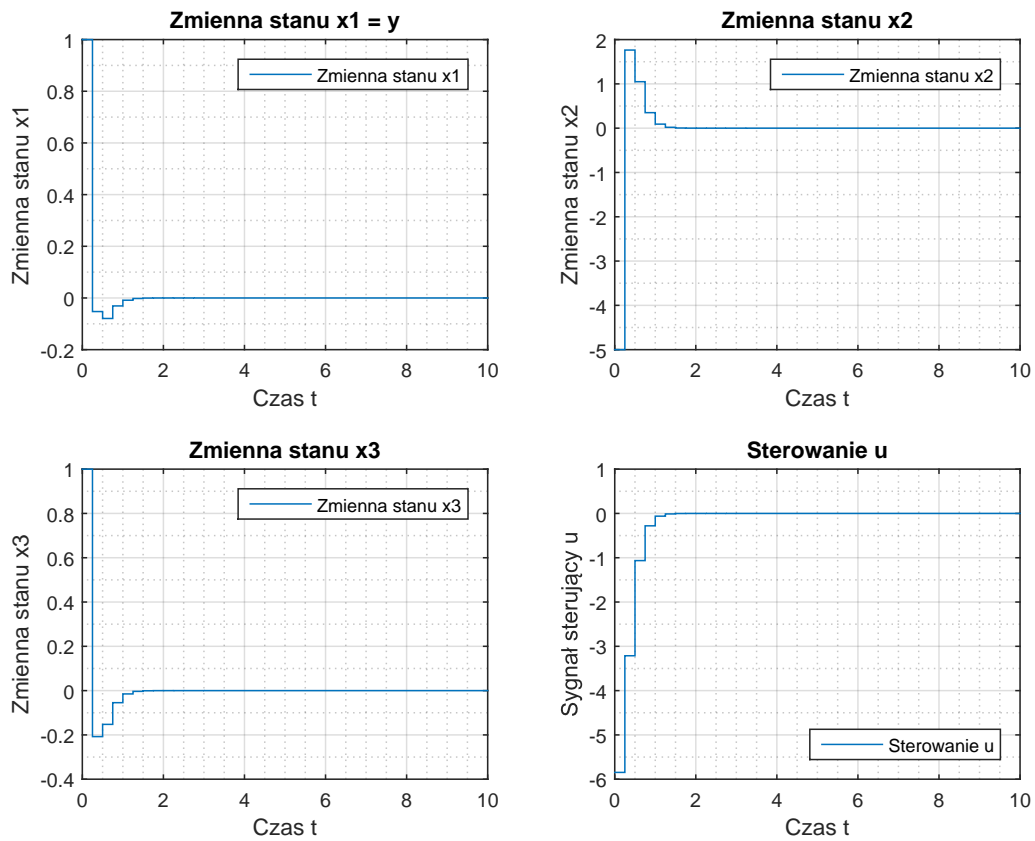 Zmienna stanu x1 = y
Zmienna stanu x1
1
0.8
0.6
0.4
0.2
0
-0.2
Zmienna stanu x1
0 2 4 6 8 10
Czas t
Zmienna stanu x2
Zmienna stanu x2
2
1
0
-1
-2
-3
-4
-5
Zmienna stanu x2
0 2 4 6 8 10
Czas t
Zmienna stanu x3
Zmienna stanu x3
1
0.8
0.6
0.4
0.2
0
-0.2
-0.4
Zmienna stanu x3
0 2 4 6 8 10
Czas t
Sterowanie u
Sygnał sterujący u
1
0
-1
-2
-3
-4
-5
-6
Sterowanie u
0 2 4 6 8 10
Czas t